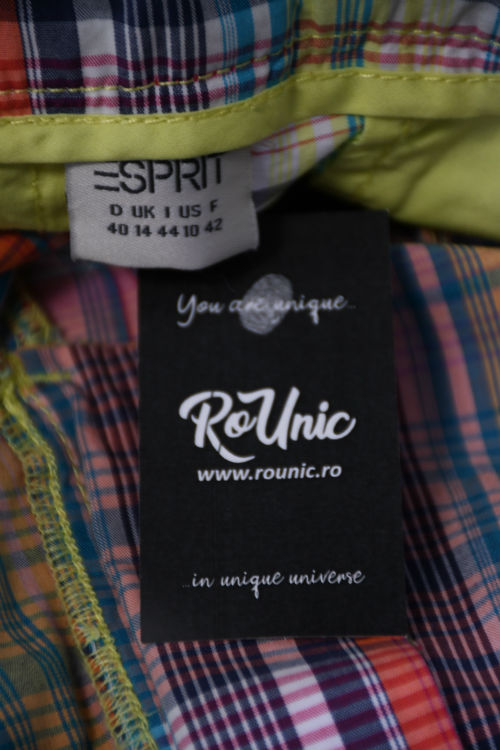 ESPRIT
D UK I US F
40 14 44 10 42
You are unique...
RoUnic
www.rounic.ro
...in unique universe